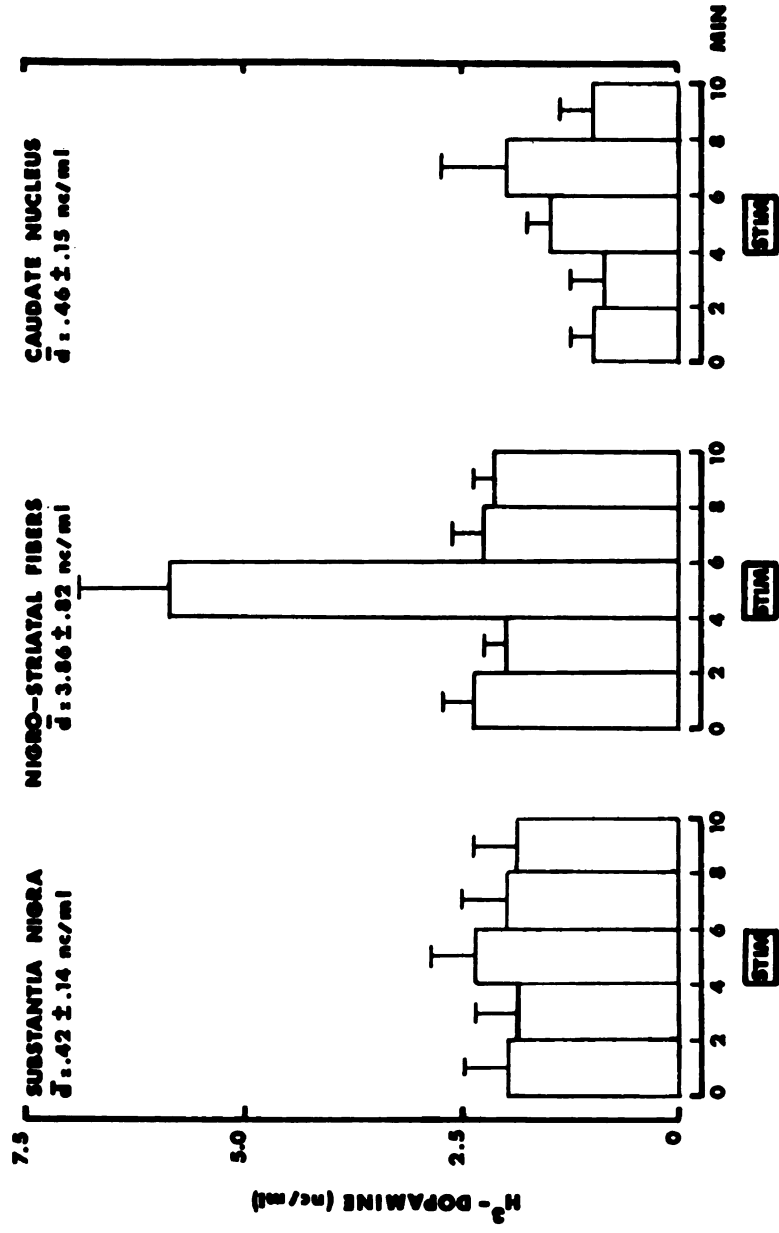 SUBSTANTIA NIGRA
d̄ : .42 ± .14 nc/ml
NIGRO-STRIATAL FIBERS
d̄ : 3.86 ± .82 nc/ml
CAUDATE NUCLEUS
d̄ : .46 ± .15 nc/ml
H³- DOPAMINE (nc/ml)
7.5
5.0
2.5
0
0 2 4 6 8 10
0 2 4 6 8 10
0 2 4 6 8 10 MIN
STIM
STIM
STIM